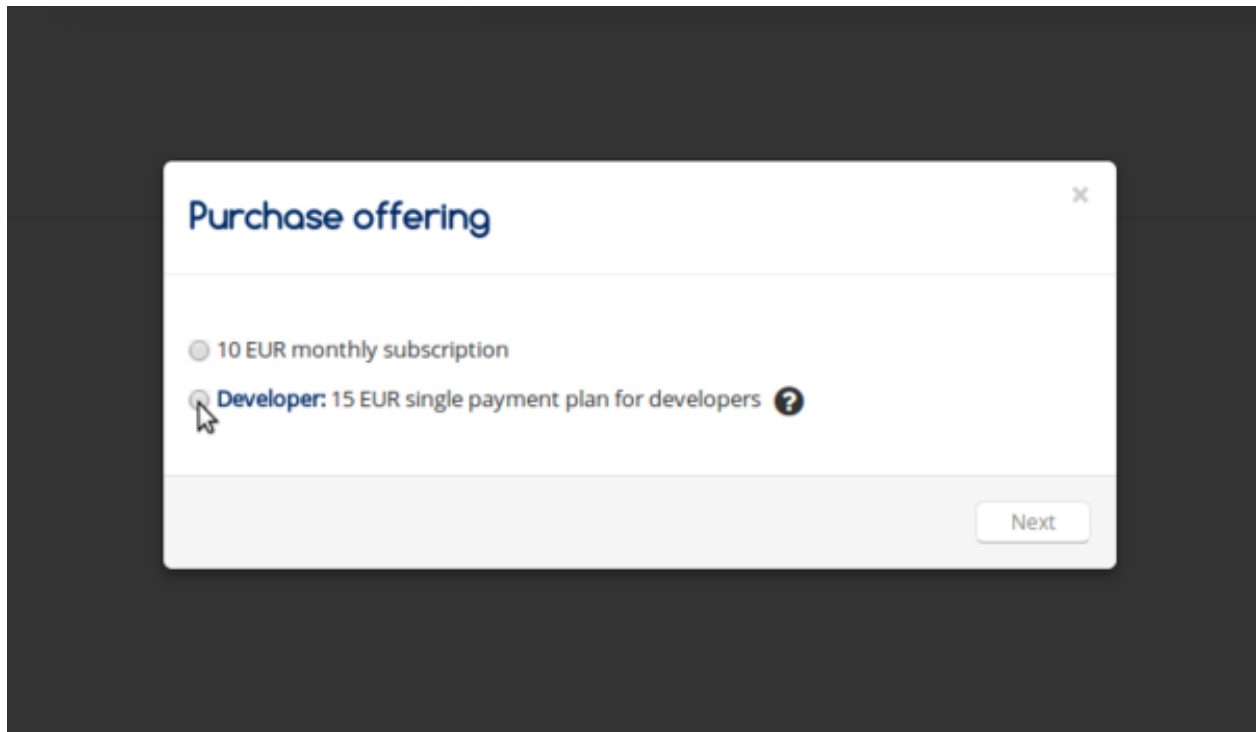 Purchase offering
×
10 EUR monthly subscription
Developer: 15 EUR single payment plan for developers ?
Next